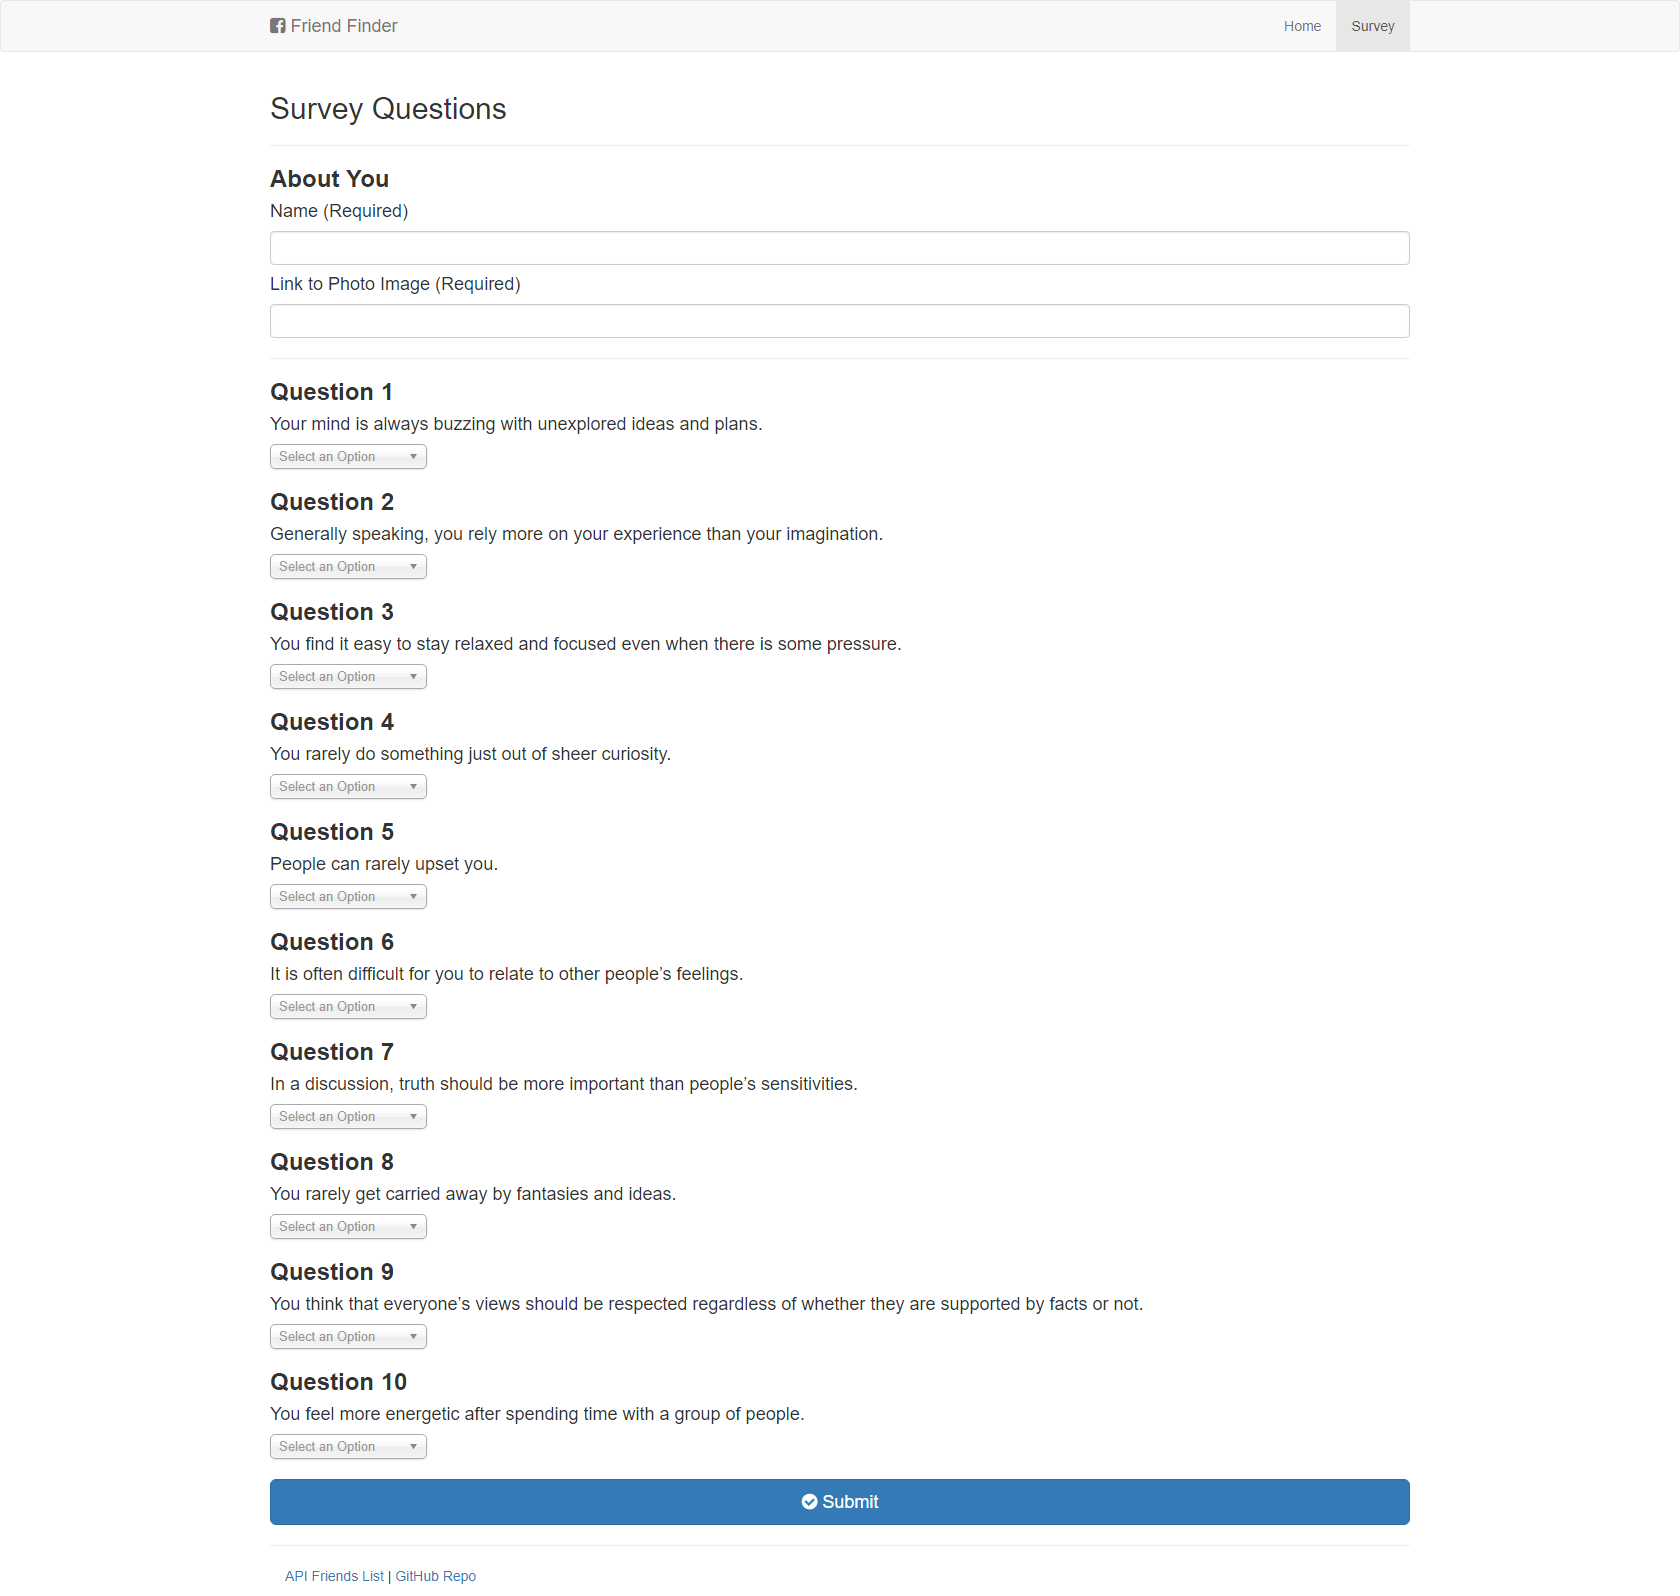 Friend Finder
Home
Survey
Survey Questions
About You
Name (Required)
Link to Photo Image (Required)
Question 1
Your mind is always buzzing with unexplored ideas and plans.
Select an Option
Question 2
Generally speaking, you rely more on your experience than your imagination.
Select an Option
Question 3
You find it easy to stay relaxed and focused even when there is some pressure.
Select an Option
Question 4
You rarely do something just out of sheer curiosity.
Select an Option
Question 5
People can rarely upset you.
Select an Option
Question 6
It is often difficult for you to relate to other people’s feelings.
Select an Option
Question 7
In a discussion, truth should be more important than people’s sensitivities.
Select an Option
Question 8
You rarely get carried away by fantasies and ideas.
Select an Option
Question 9
You think that everyone’s views should be respected regardless of whether they are supported by facts or not.
Select an Option
Question 10
You feel more energetic after spending time with a group of people.
Select an Option
Submit
API Friends List | GitHub Repo